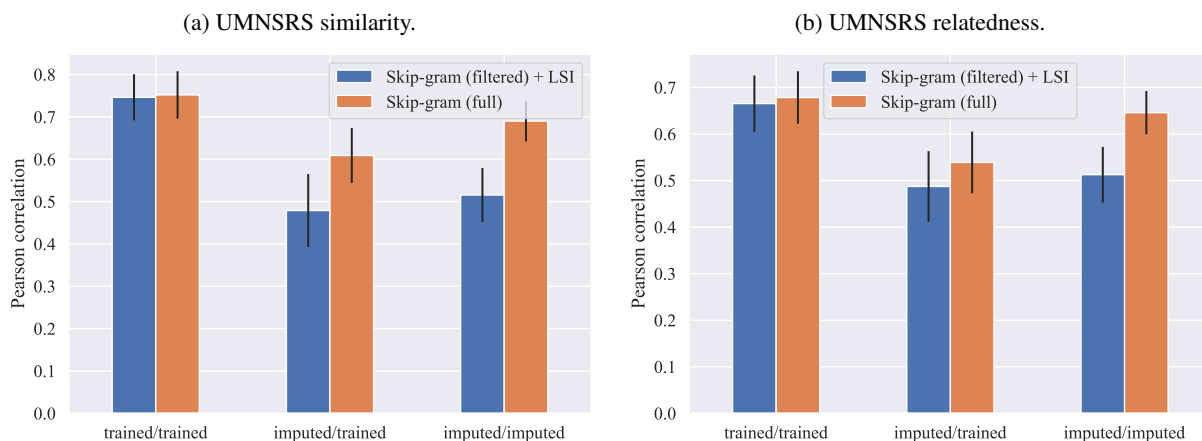 (a) UMNSRS similarity.
Skip-gram (filtered) + LSI
Skip-gram (full)
Pearson correlation
0.8
0.7
0.6
0.5
0.4
0.3
0.2
0.1
0.0
trained/trained
imputed/trained
imputed/imputed
(b) UMNSRS relatedness.
Skip-gram (filtered) + LSI
Skip-gram (full)
Pearson correlation
0.7
0.6
0.5
0.4
0.3
0.2
0.1
0.0
trained/trained
imputed/trained
imputed/imputed